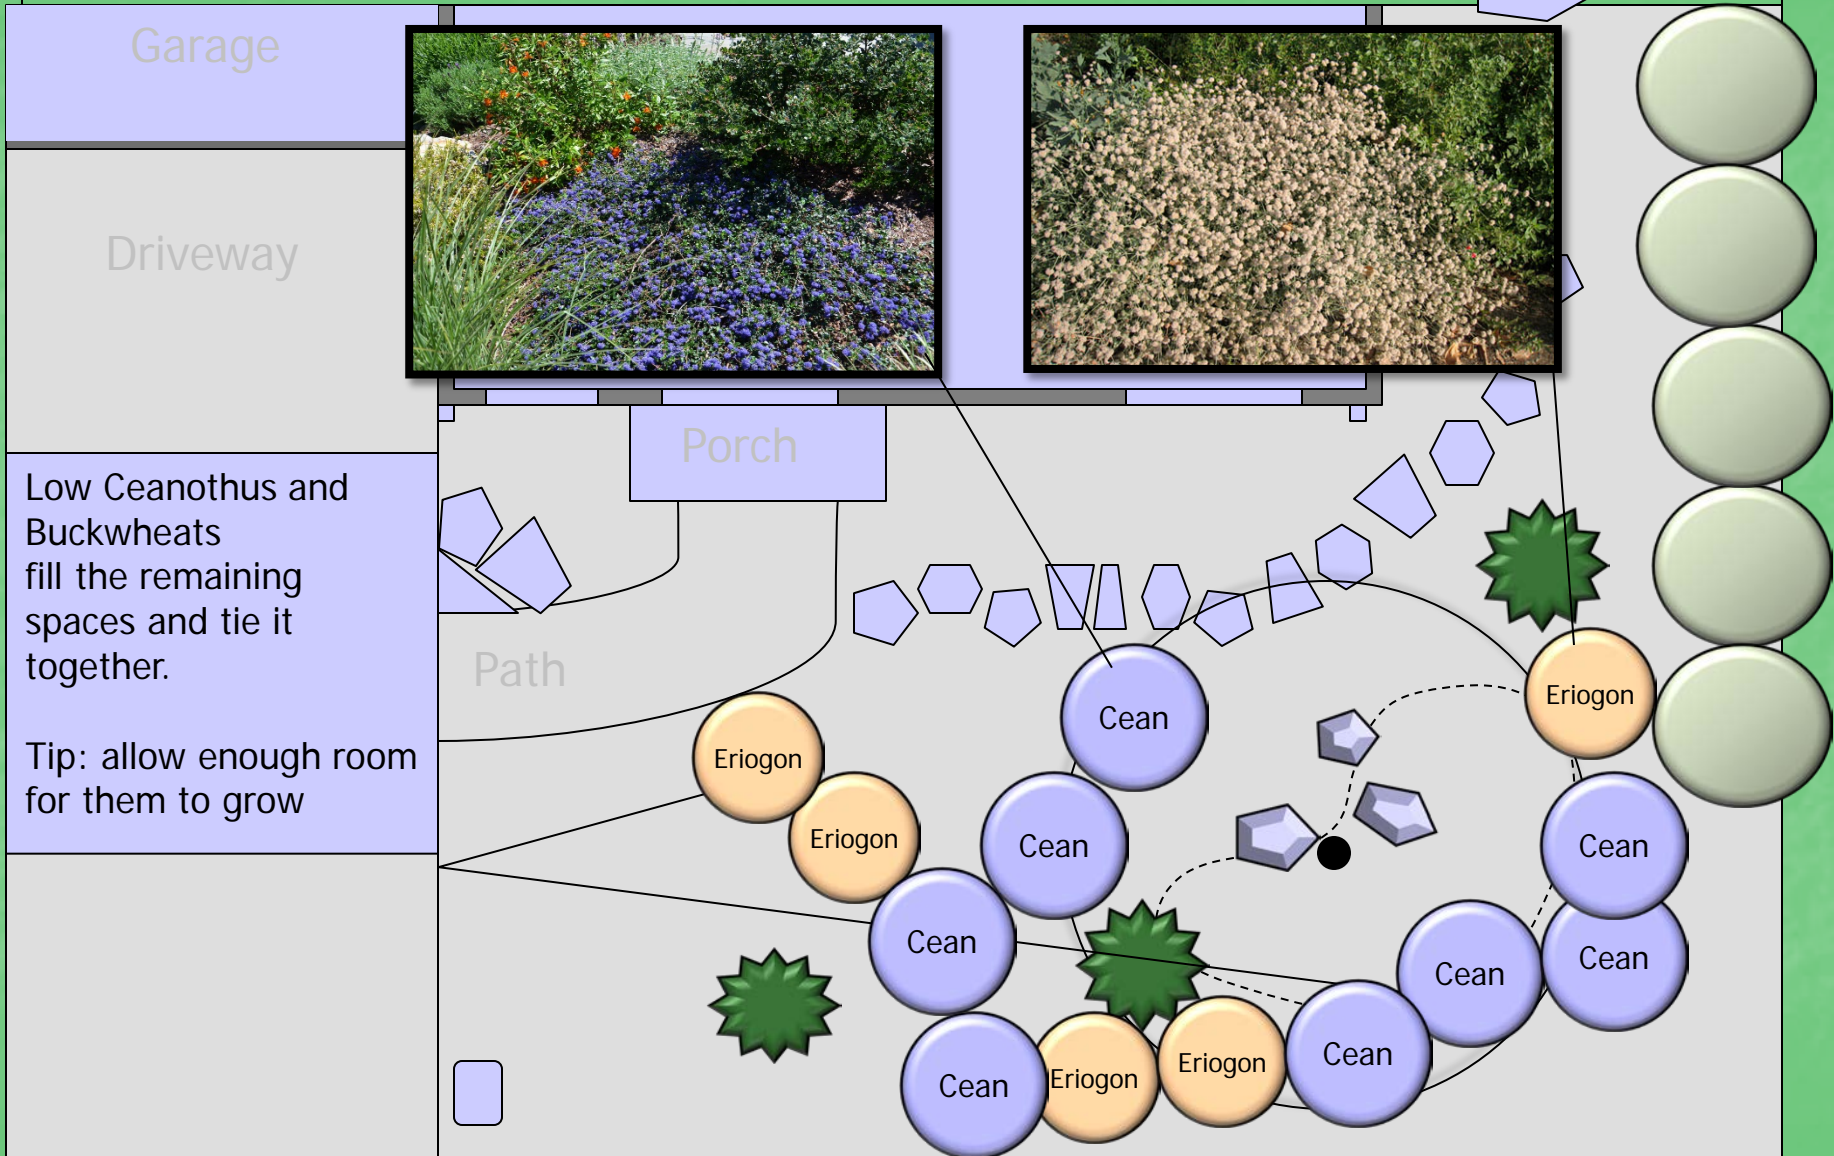 Garage
Driveway
Porch
Low Ceanothus and
Buckwheats
fill the remaining
spaces and tie it
together.
Tip: allow enough room
for them to grow
Path
Eriogon
Cean
Eriogon
Eriogon
Cean
Cean
Cean
Cean
Cean
Cean
Eriogon
Eriogon
Cean
Cean